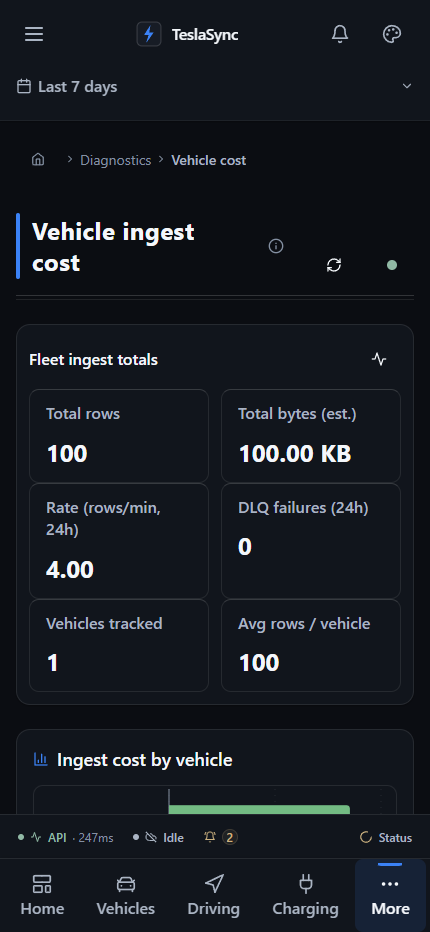 TeslaSync
Last 7 days
Diagnostics
Vehicle cost
Vehicle ingest
cost
Fleet ingest totals
Total rows
100
Total bytes (est.)
100.00 KB
Rate (rows/min,
24h)
4.00
DLQ failures (24h)
0
Vehicles tracked
1
Avg rows / vehicle
100
Ingest cost by vehicle
API · 247ms
Idle
2
Status
Home
Vehicles
Driving
Charging
More